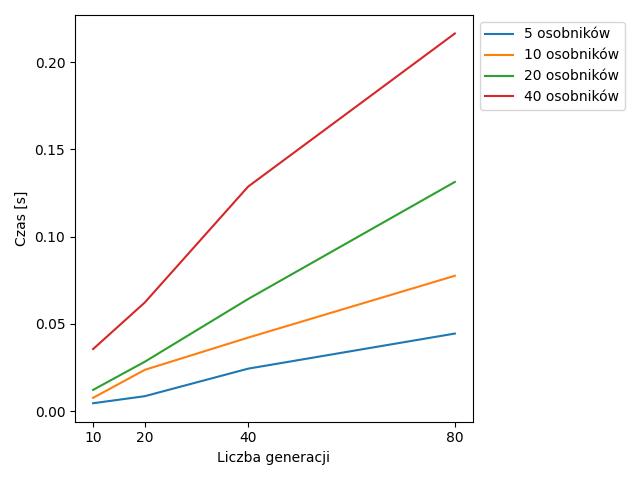 5 osobników
10 osobników
20 osobników
40 osobników
0.20
0.15
0.10
0.05
0.00
Czas [s]
10 20 40 80
Liczba generacji